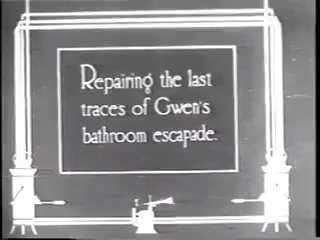 Repairing the last
traces of Gwen's
bathroom escapade.